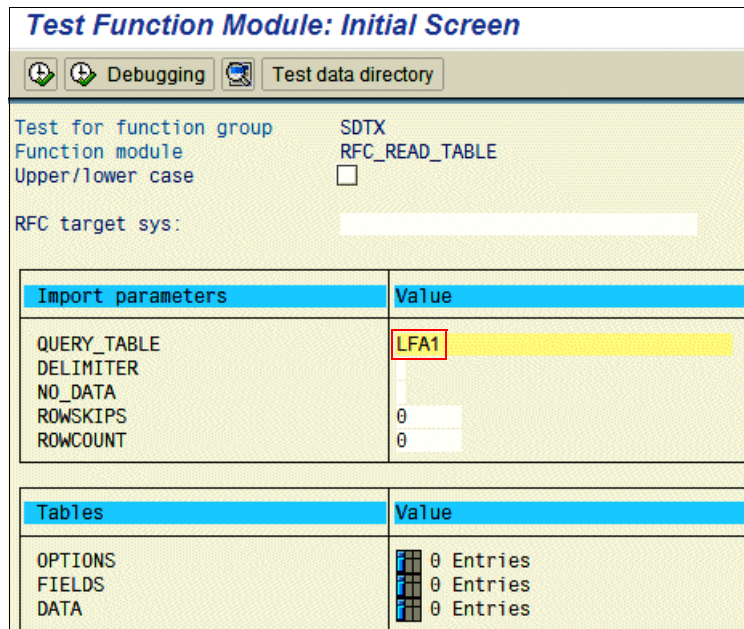 Test Function Module: Initial Screen
Debugging Test data directory
Test for function group SDTX
Function module RFC_READ_TABLE
Upper/lower case
RFC target sys:
Import parameters Value
QUERY_TABLE LFA1
DELIMITER
NO_DATA
ROWSKIPS 0
ROWCOUNT 0
Tables Value
OPTIONS 0 Entries
FIELDS 0 Entries
DATA 0 Entries